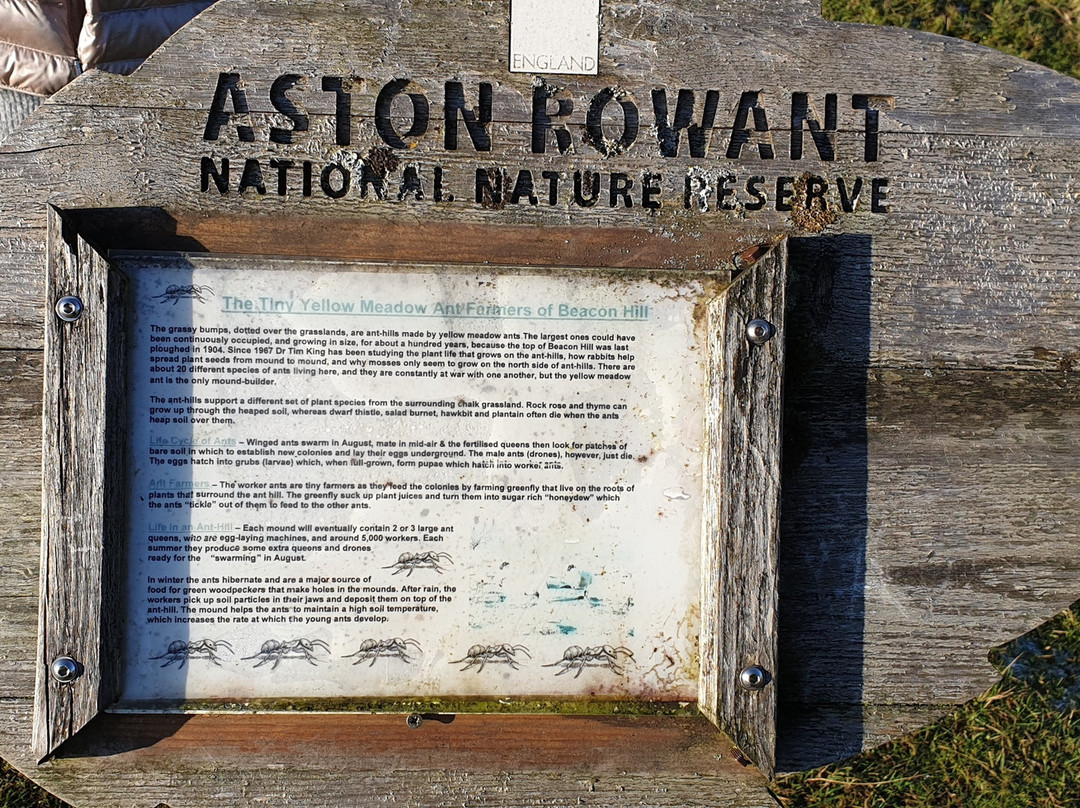 ENGLAND
ASTON ROWANT
NATIONAL NATURE RESERVE
The Tiny Yellow Meadow Ant Farmers of Beacon Hill
The grassy bumps, dotted over the grasslands, are ant-hills made by yellow meadow ants The largest ones could have
been continuously occupied, and growing in size, for about a hundred years, because the top of Beacon Hill was last
ploughed in 1904. Since 1967 Dr Tim King has been studying the plant life that grows on the ant-hills, how rabbits help
spread plant seeds from mound to mound, and why mosses only seem to grow on the north side of ant-hills. There are
about 20 different species of ants living here, and they are constantly at war with one another, but the yellow meadow
ant is the only mound-builder.
The ant-hills support a different set of plant species from the surrounding chalk grassland. Rock rose and thyme can
grow up through the heaped soil, whereas dwarf thistle, salad burnet, hawkbit and plantain often die when the ants
heap soil over them.
Life Cycle of Ants – Winged ants swarm in August, mate in mid-air & the fertilised queens then look for patches of
bare soil in which to establish new colonies and lay their eggs underground. The male ants (drones), however, just die.
The eggs hatch into grubs (larvae) which, when full-grown, form pupae which hatch into worker ants.
Ant Farmers – The worker ants are tiny farmers as they feed the colonies by farming greenfly that live on the roots of
plants that surround the ant hill. The greenfly suck up plant juices and turn them into sugar rich “honeydew” which
the ants “tickle” out of them to feed to the other ants.
Life in an Ant-Hill – Each mound will eventually contain 2 or 3 large ant
queens, who are egg-laying machines, and around 5,000 workers. Each
summer they produce some extra queens and drones
ready for the “swarming” in August.
In winter the ants hibernate and are a major source of
food for green woodpeckers that make holes in the mounds. After rain, the
workers pick up soil particles in their jaws and deposit them on top of the
ant-hill. The mound helps the ants to maintain a high soil temperature,
which increases the rate at which the young ants develop.